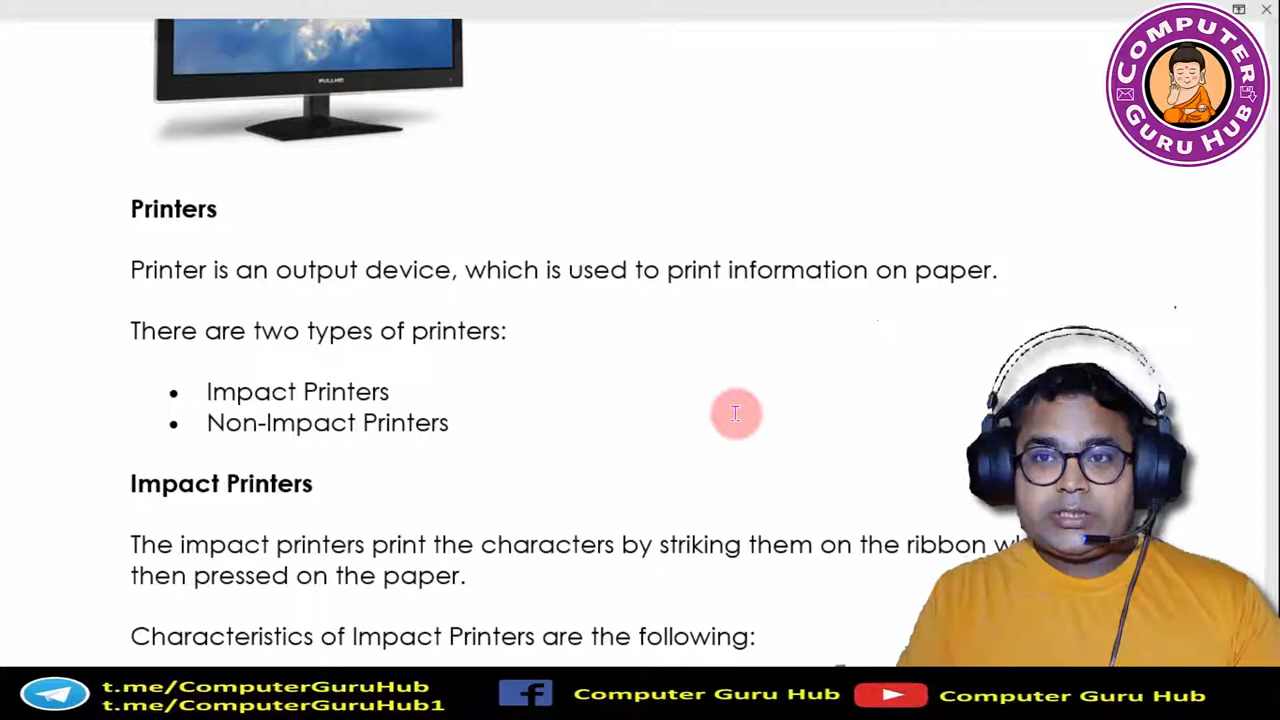 FULLHD
COMPUTER
GURU HUB
Printers
Printer is an output device, which is used to print information on paper.
There are two types of printers:
• Impact Printers
• Non-Impact Printers
Impact Printers
The impact printers print the characters by striking them on the ribbon
then pressed on the paper.
Characteristics of Impact Printers are the following:
t.me/ComputerGuruHub
t.me/ComputerGuruHub1
Computer Guru Hub
Computer Guru Hub